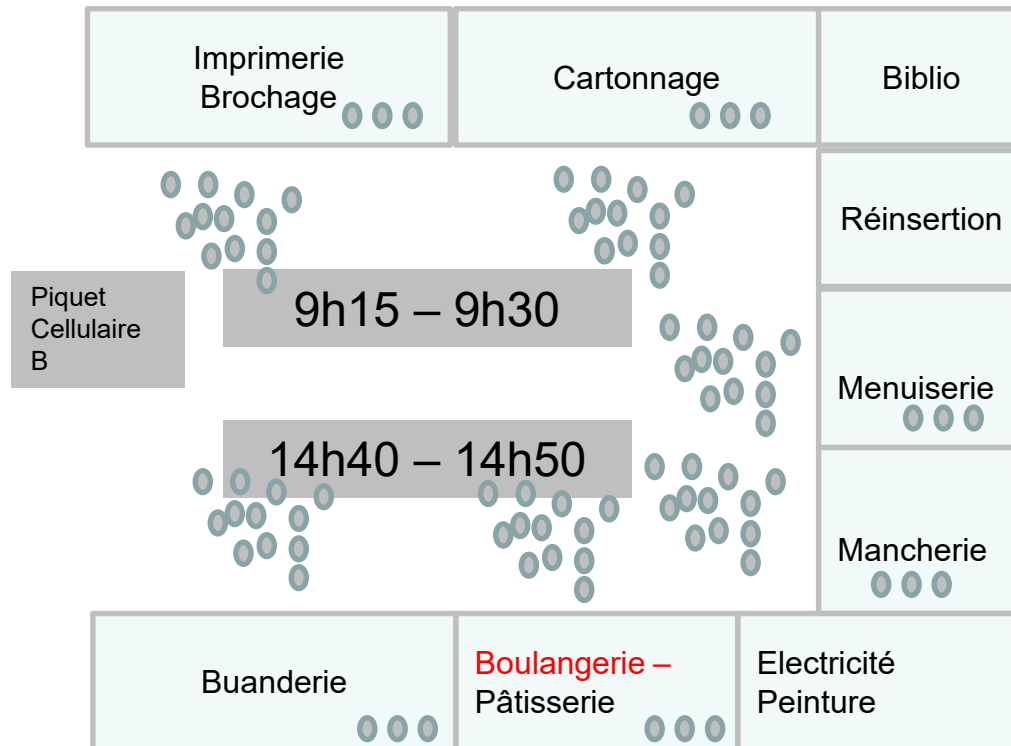 Imprimerie
Brochage
Cartonnage
Biblio
Réinsertion
Piquet
Cellulaire
B
9h15 – 9h30
Menuiserie
14h40 – 14h50
Mancherie
Buanderie
Boulangerie –
Pâtisserie
Electricité
Peinture